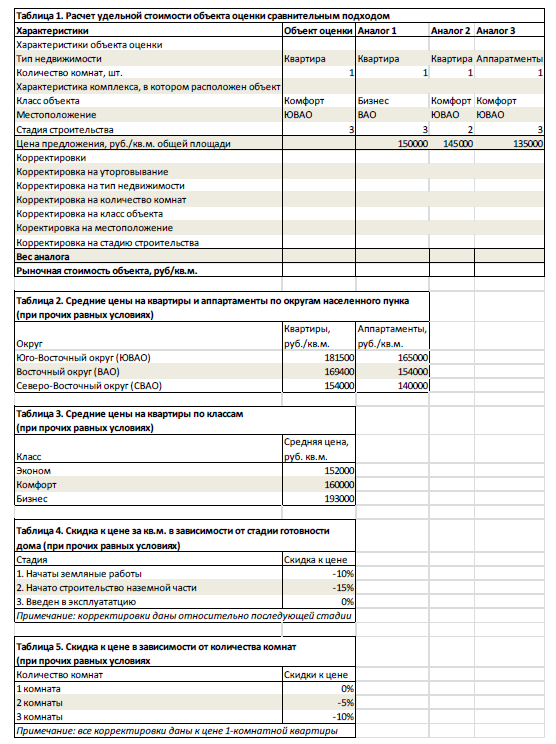 Таблица 1. Расчет удельной стоимости объекта оценки сравнительным подходом
Характеристики Объект оценки Аналог 1 Аналог 2 Аналог 3
Характеристики объекта оценки
Тип недвижимости Квартира Квартира Квартира Аппаратменты
Количество комнат, шт. 1 1 1 1
Характеристика комплекса, в котором расположен объект
Класс объекта Комфорт Бизнес Комфорт Комфорт
Местоположение ЮВАО ВАО ЮВАО ЮВАО
Стадия строительства 3 3 2 3
Цена предложения, руб./кв.м. общей площади 150000 145000 135000
Корректировки
Корректировка на уторговывание
Корректировка на тип недвижимости
Корректировка на количество комнат
Корректировка на класс объекта
Коректировка на местоположение
Корректировка на стадию строительства
Вес аналога
Рыночная стоимость объекта, руб/кв.м.
Таблица 2. Средние цены на квартиры и аппартаменты по округам населенного пунка
(при прочих равных условиях)
Квартиры, Аппартаменты,
Округ руб./кв.м. руб./кв.м.
Юго-Восточный округ (ЮВАО) 181500 165000
Восточный округ (ВАО) 169400 154000
Северо-Восточный округ (СВАО) 154000 140000
Таблица 3. Средние цены на квартиры по классам
(при прочих равных условиях)
Средняя цена,
Класс руб. кв.м.
Эконом 152000
Комфорт 160000
Бизнес 193000
Таблица 4. Скидка к цене за кв.м. в зависимости от стадии готовности
дома (при прочих равных условиях)
Стадия Скидка к цене
1. Начаты земляные работы -10%
2. Начато строительство наземной части -15%
3. Введен в эксплуататцию 0%
Примечание: корректировки даны относительно последующей стадии
Таблица 5. Скидка к цене в зависимости от количества комнат
(при прочих равных условиях
Количество комнат Скидки к цене
1 комната 0%
2 комнаты -5%
3 комнаты -10%
Примечание: все корректировки даны к цене 1-комнатной квартиры